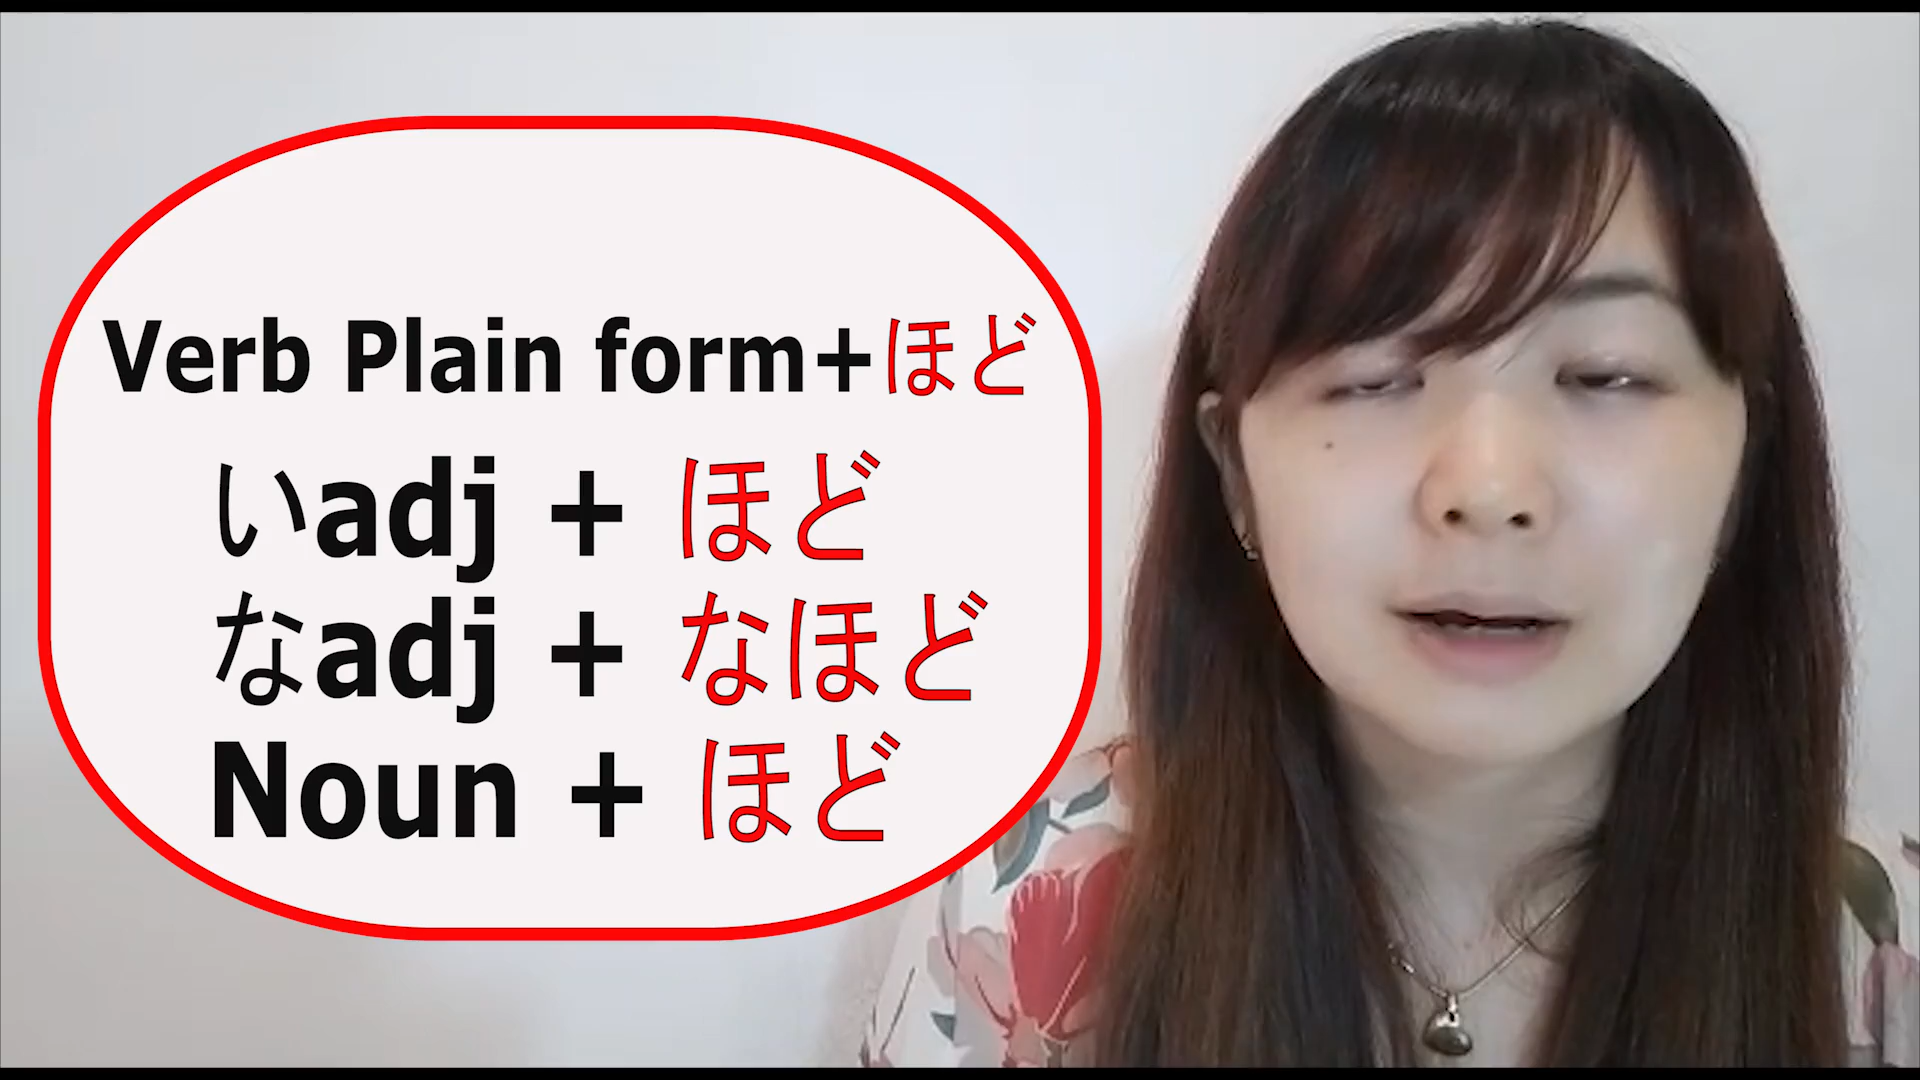 Verb Plain form+ほど
いadj + ほど
なadj + なほど
Noun + ほど